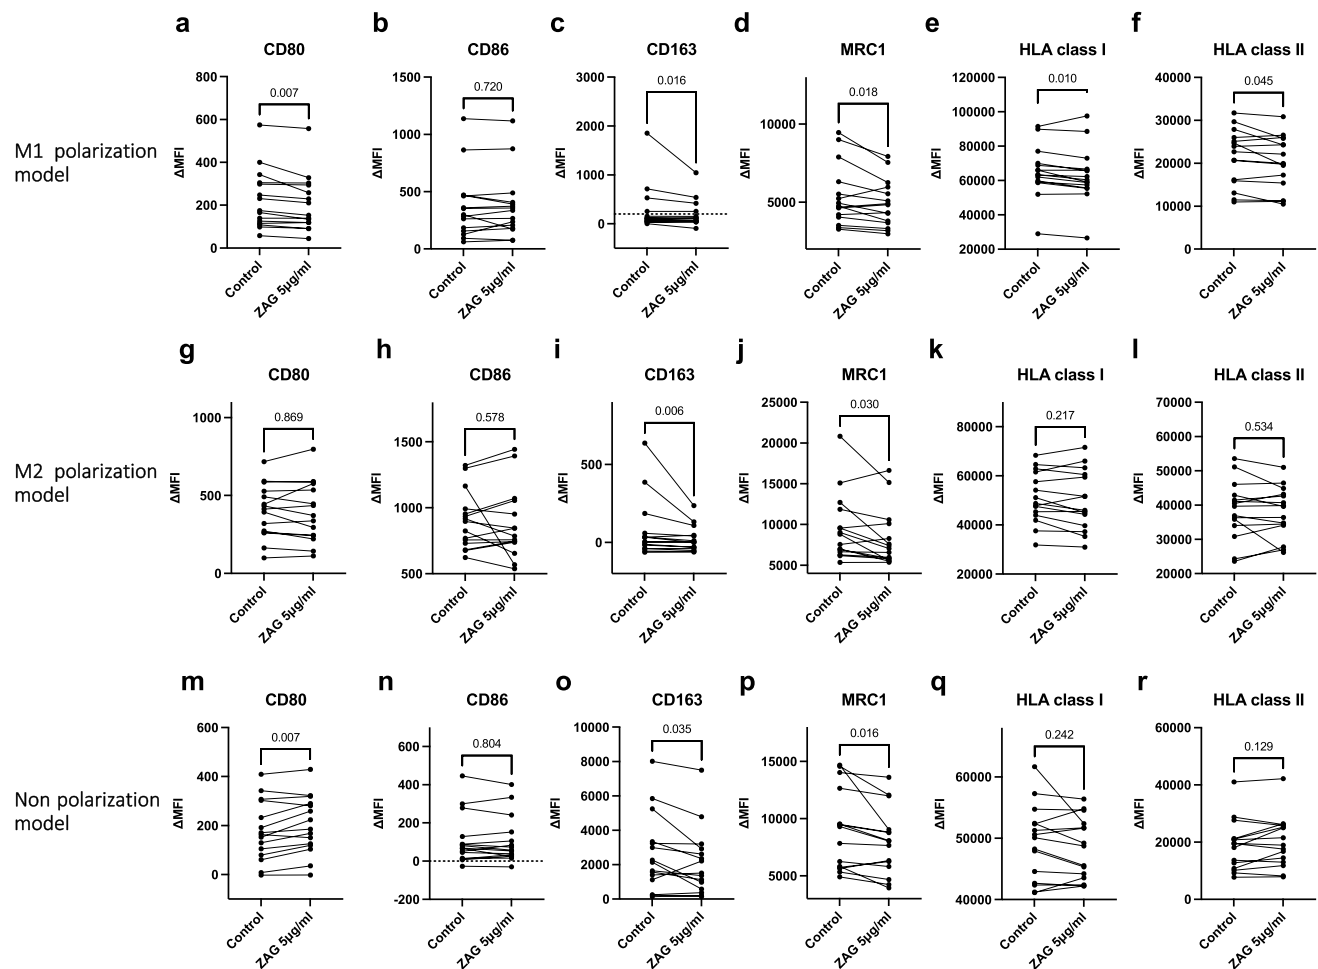 a b c d e f
CD80 CD86 CD163 MRC1 HLA class I HLA class II
M1 polarization
model
ΔMFI
800
600
400
200
0
0.007
Control
ZAG 5µg/ml
ΔMFI
1500
1000
500
0
0.720
Control
ZAG 5µg/ml
ΔMFI
3000
2000
1000
0
0.016
Control
ZAG 5µg/ml
ΔMFI
10000
5000
0.018
Control
ZAG 5µg/ml
ΔMFI
120000
100000
80000
60000
40000
20000
0.010
Control
ZAG 5µg/ml
ΔMFI
40000
30000
20000
10000
0
0.045
Control
ZAG 5µg/ml
g h i j k l
CD80 CD86 CD163 MRC1 HLA class I HLA class II
M2 polarization
model
ΔMFI
1000
500
0
0.869
Control
ZAG 5µg/ml
ΔMFI
1500
1000
500
0.578
Control
ZAG 5µg/ml
ΔMFI
500
0
0.006
Control
ZAG 5µg/ml
ΔMFI
25000
20000
15000
10000
5000
0.030
Control
ZAG 5µg/ml
ΔMFI
80000
60000
40000
20000
0.217
Control
ZAG 5µg/ml
ΔMFI
70000
60000
50000
40000
30000
20000
0.534
Control
ZAG 5µg/ml
m n o p q r
CD80 CD86 CD163 MRC1 HLA class I HLA class II
Non polarization
model
ΔMFI
600
400
200
0
0.007
Control
ZAG 5µg/ml
ΔMFI
600
400
200
0
-200
0.804
Control
ZAG 5µg/ml
ΔMFI
10000
8000
6000
4000
2000
0
0.035
Control
ZAG 5µg/ml
ΔMFI
15000
10000
5000
0.016
Control
ZAG 5µg/ml
ΔMFI
60000
50000
40000
0.242
Control
ZAG 5µg/ml
ΔMFI
60000
40000
20000
0
0.129
Control
ZAG 5µg/ml